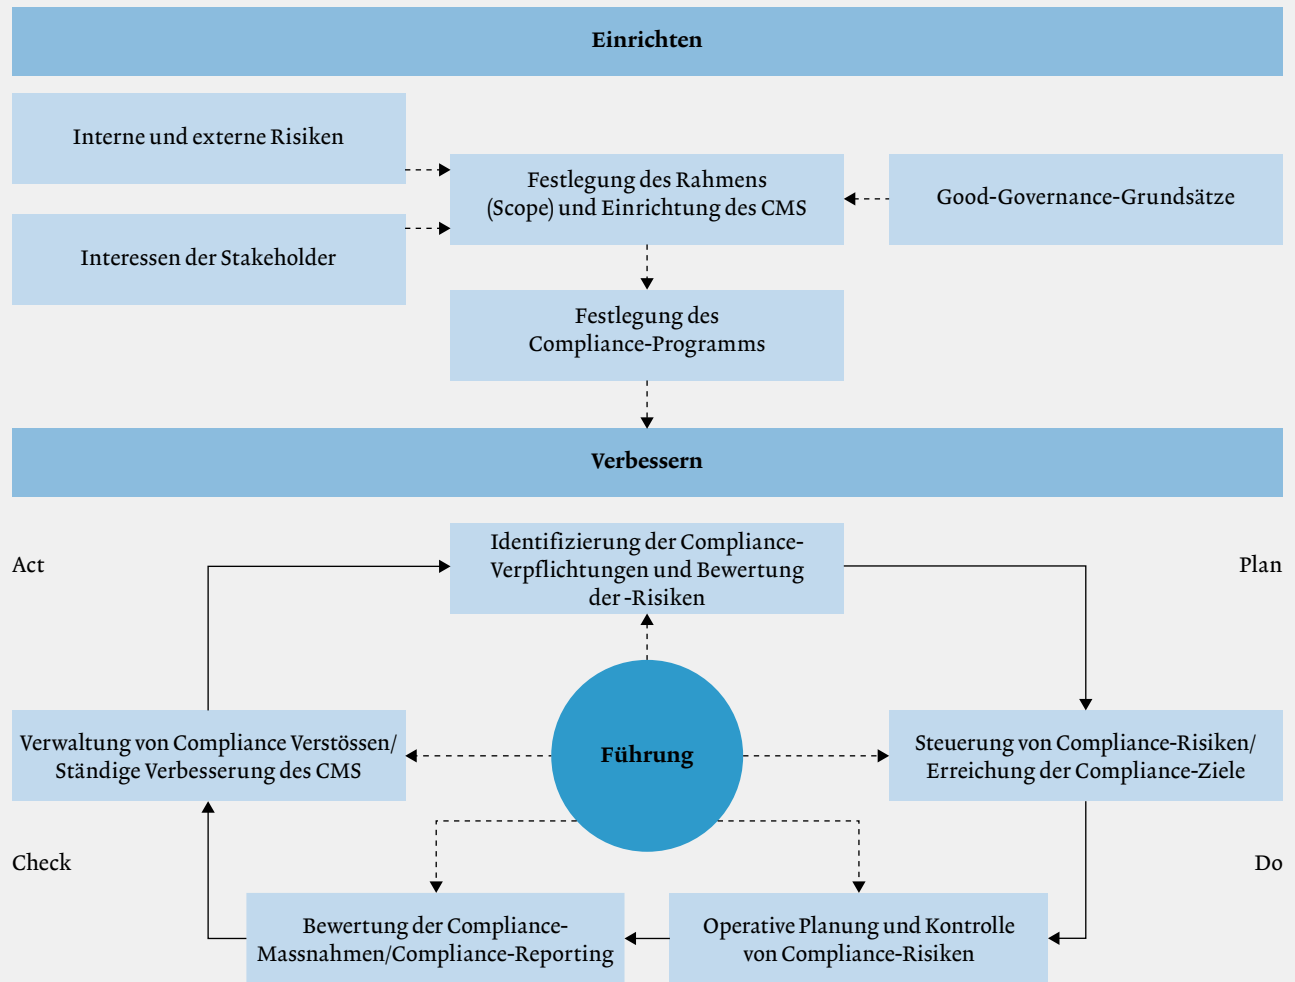 Einrichten
Interne und externe Risiken
Festlegung des Rahmens
(Scope) und Einrichtung des CMS
Good-Governance-Grundsätze
Interessen der Stakeholder
Festlegung des
Compliance-Programms
Verbessern
Act
Identifizierung der Compliance-
Verpflichtungen und Bewertung
der -Risiken
Plan
Verwaltung von Compliance Verstössen/
Ständige Verbesserung des CMS
Führung
Steuerung von Compliance-Risiken/
Erreichung der Compliance-Ziele
Check
Do
Bewertung der Compliance-
Massnahmen/Compliance-Reporting
Operative Planung und Kontrolle
von Compliance-Risiken